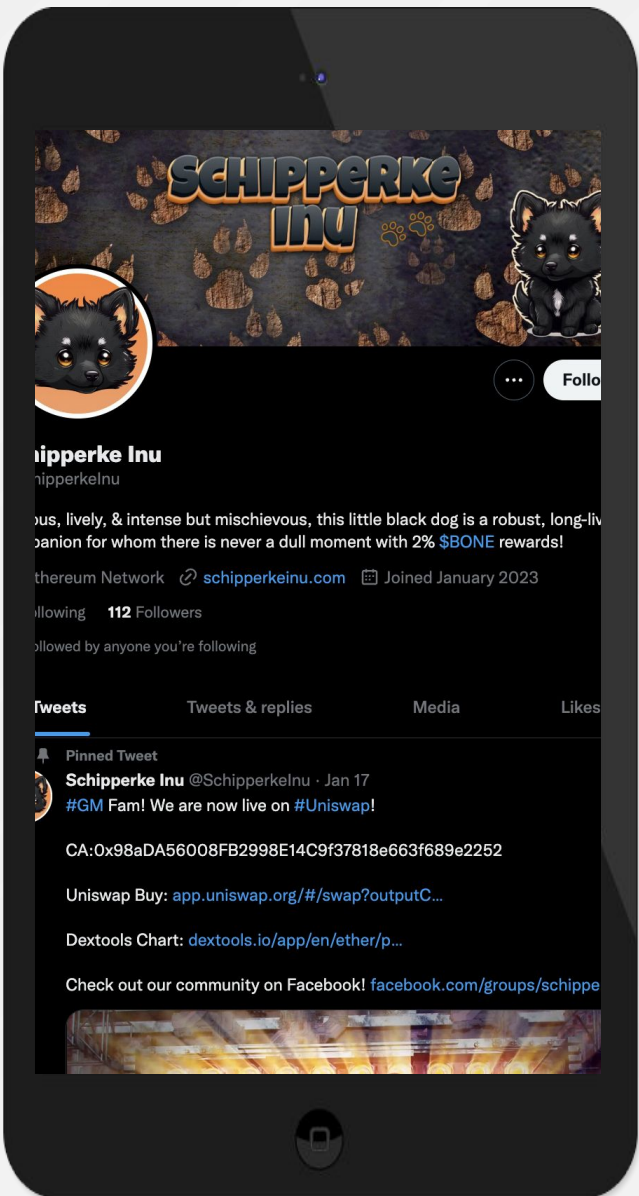 SCHIPPERKE
INU
Follo
hipperke Inu
hipperkeInu
ous, lively, & intense but mischievous, this little black dog is a robust, long-liv
panion for whom there is never a dull moment with 2% $BONE rewards!
thereum Network schipperkeinu.com Joined January 2023
ollowing 112 Followers
ollowed by anyone you're following
Tweets Tweets & replies Media Likes
Pinned Tweet
Schipperke Inu @SchipperkeInu · Jan 17
#GM Fam! We are now live on #Uniswap!
CA:0x98aDA56008FB2998E14C9f37818e663f689e2252
Uniswap Buy: app.uniswap.org/#/swap?outputC...
Dextools Chart: dextools.io/app/en/ether/p...
Check out our community on Facebook! facebook.com/groups/schippe